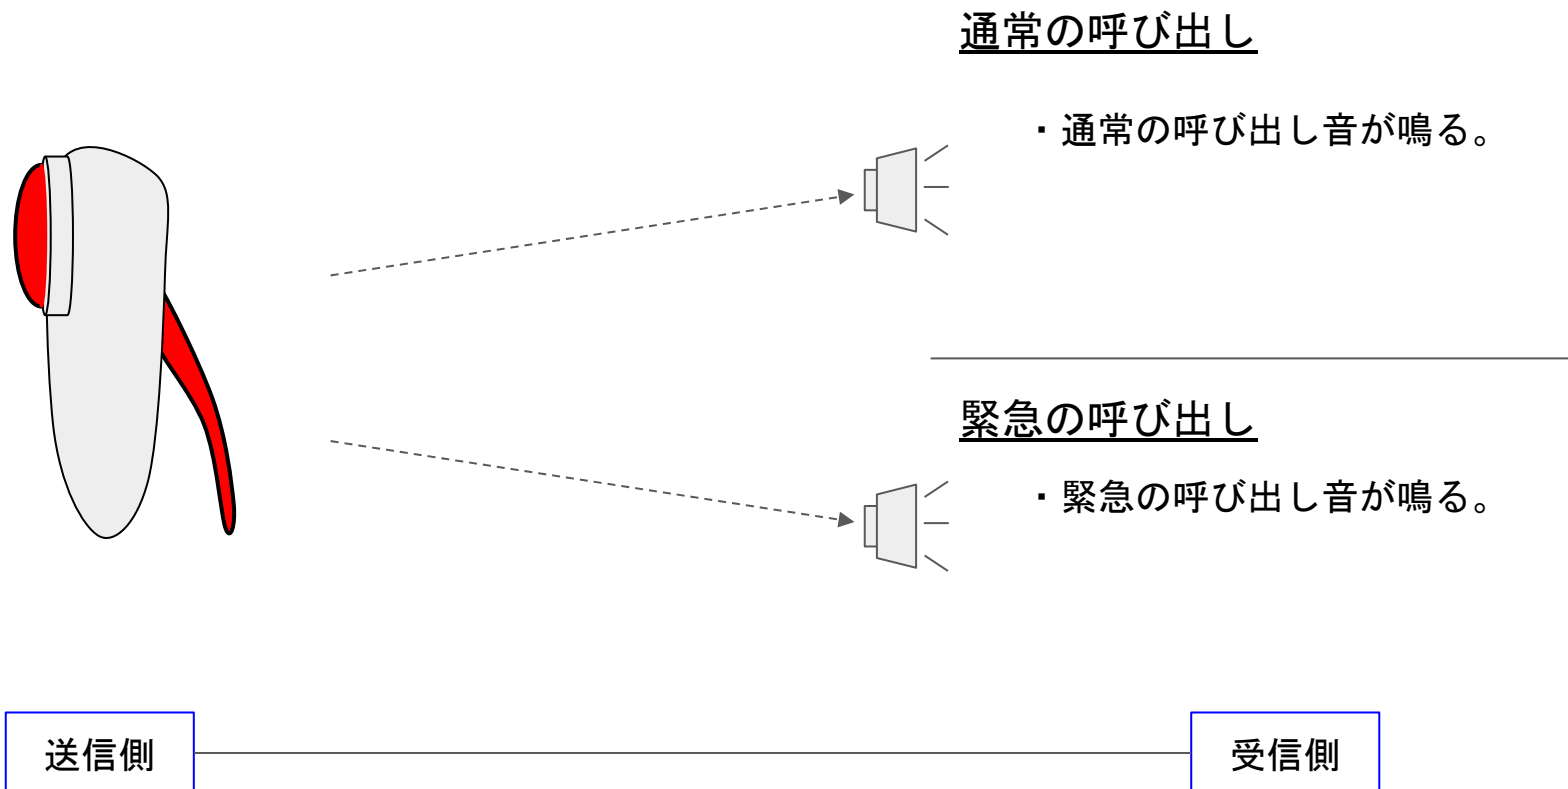 通常の呼び出し
・通常の呼び出し音が鳴る。
緊急の呼び出し
・緊急の呼び出し音が鳴る。
送信側
受信側